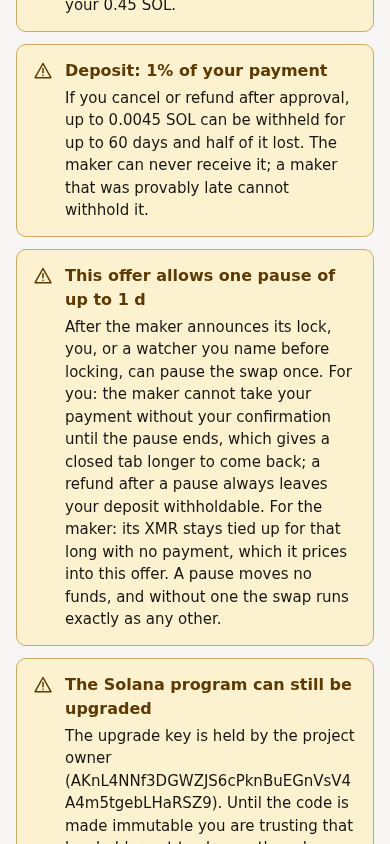 your 0.45 SOL.
Deposit: 1% of your payment
If you cancel or refund after approval,
up to 0.0045 SOL can be withheld for
up to 60 days and half of it lost. The
maker can never receive it; a maker
that was provably late cannot
withhold it.
This offer allows one pause of
up to 1 d
After the maker announces its lock,
you, or a watcher you name before
locking, can pause the swap once. For
you: the maker cannot take your
payment without your confirmation
until the pause ends, which gives a
closed tab longer to come back; a
refund after a pause always leaves
your deposit withholdable. For the
maker: its XMR stays tied up for that
long with no payment, which it prices
into this offer. A pause moves no
funds, and without one the swap runs
exactly as any other.
The Solana program can still be
upgraded
The upgrade key is held by the project
owner
(AKnL4NNf3DGWZJS6cPknBuEGnVsV4
A4m5tgebLHaRSZ9). Until the code is
made immutable you are trusting that